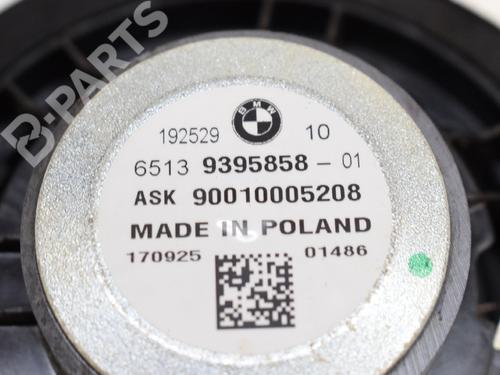 B-PARTS
BMW
192529 10
6513 9395858 - 01
ASK 90010005208
MADE IN POLAND
170925 01486